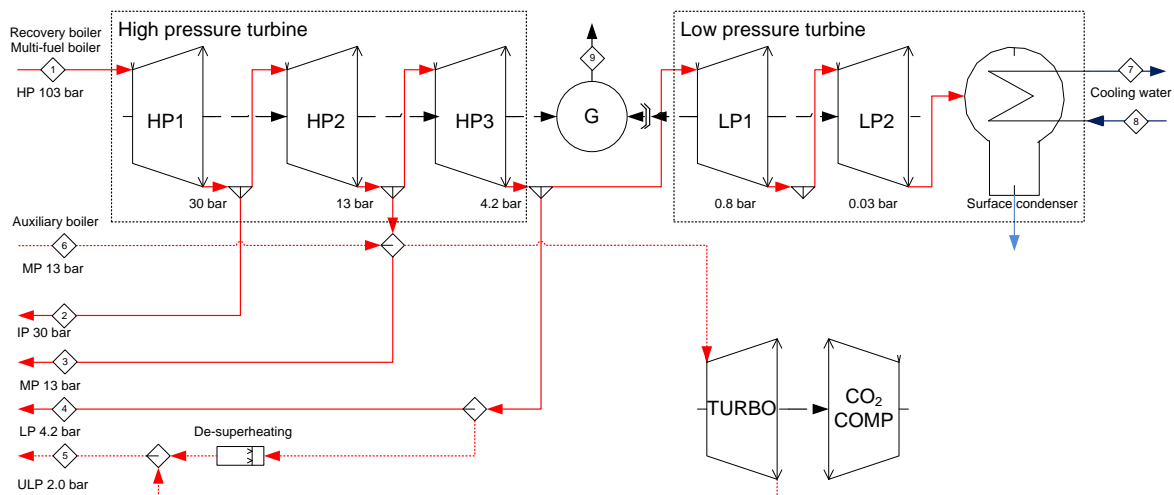 Recovery boiler
Multi-fuel boiler
1
HP 103 bar
High pressure turbine
HP1
HP2
HP3
30 bar
13 bar
4.2 bar
9
G
Low pressure turbine
LP1
LP2
0.8 bar
0.03 bar
Surface condenser
7
Cooling water
8
Auxiliary boiler
6
MP 13 bar
2
IP 30 bar
3
MP 13 bar
4
LP 4.2 bar
De-superheating
5
ULP 2.0 bar
TURBO
CO₂
COMP